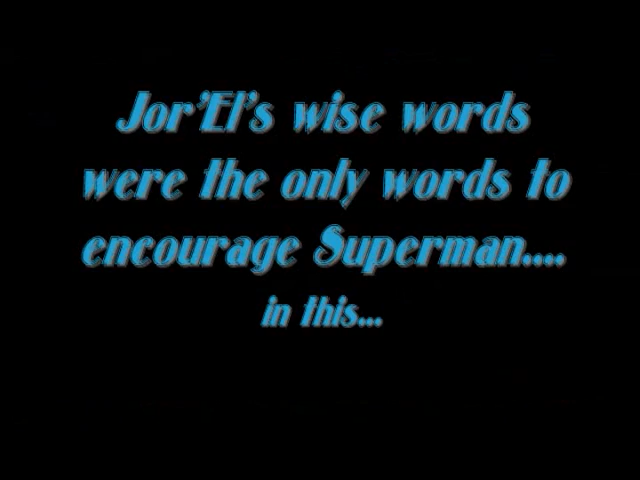 Jor'El's wise words
were the only words to
encourage Superman....
in this...